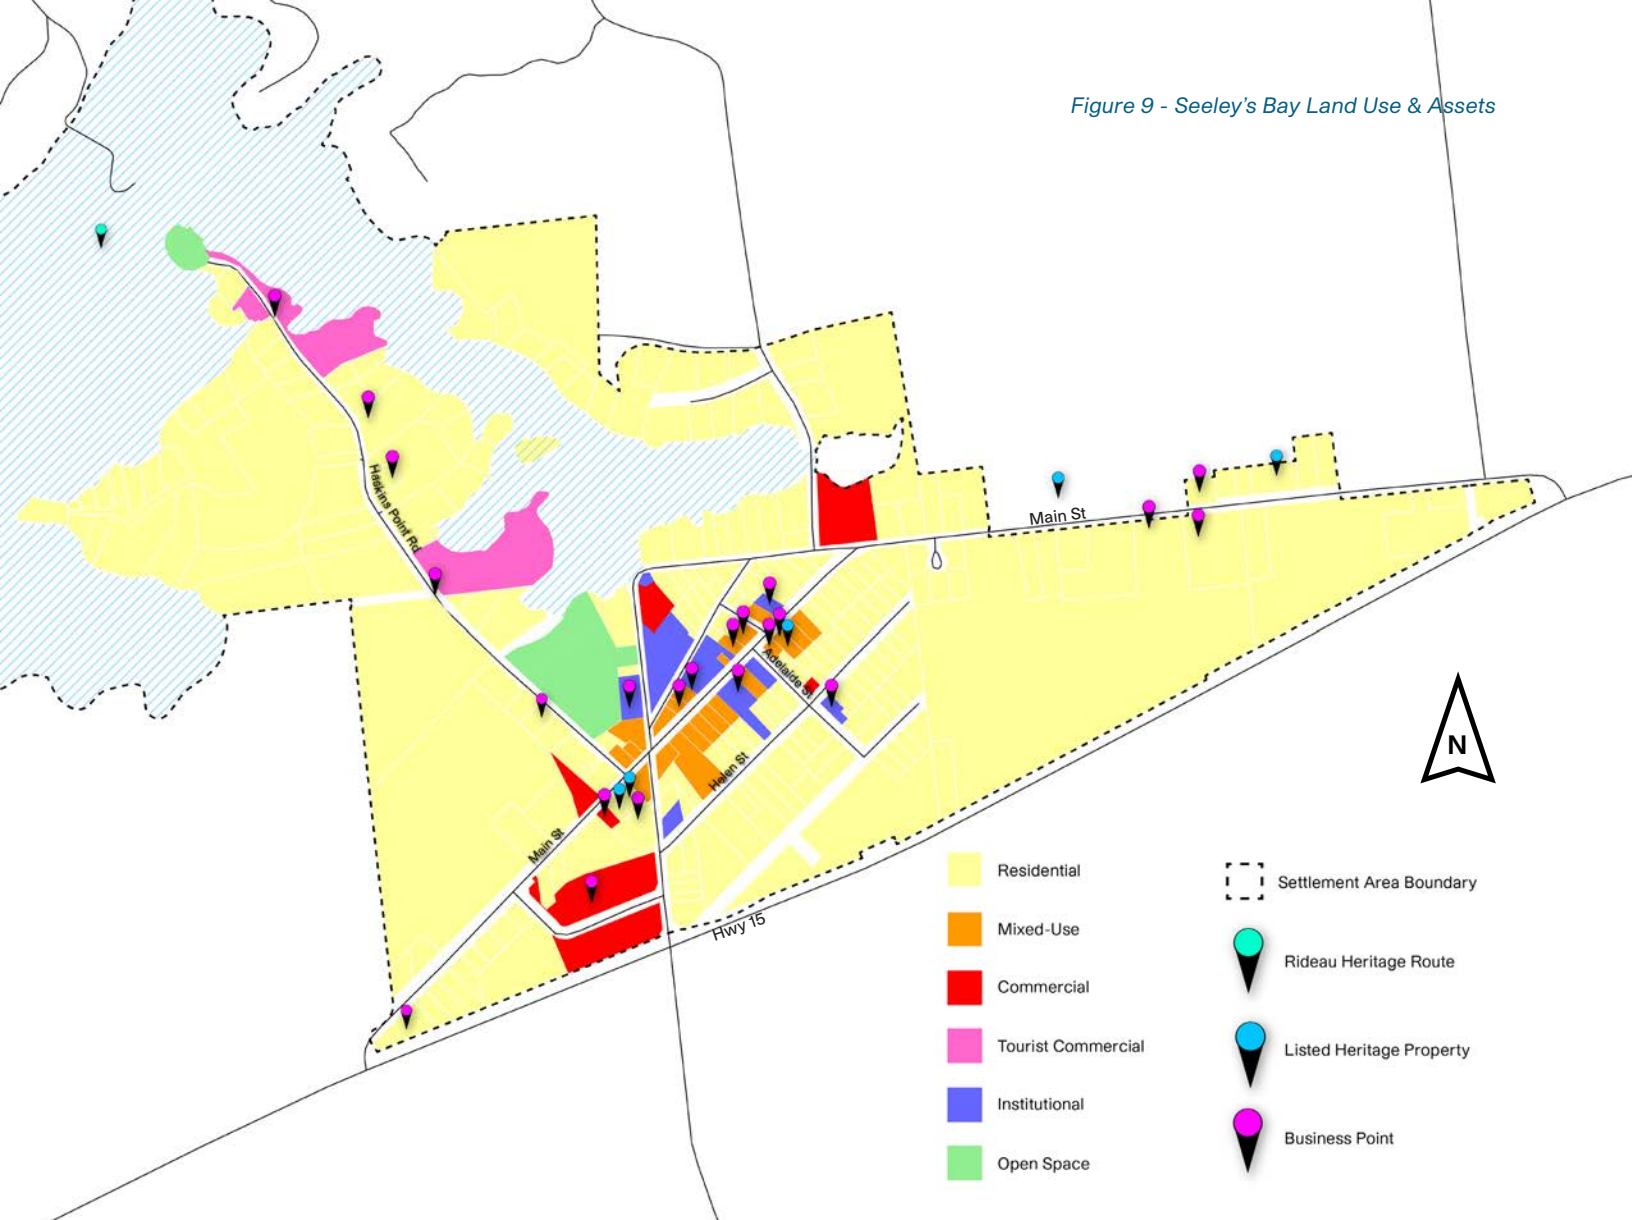 Figure 9 - Seeley's Bay Land Use & Assets
Haskins Point Rd
Main St
Adelaide St
Helen St
Main St
Hwy 15
N
Residential
Mixed-Use
Commercial
Tourist Commercial
Institutional
Open Space
Settlement Area Boundary
Rideau Heritage Route
Listed Heritage Property
Business Point